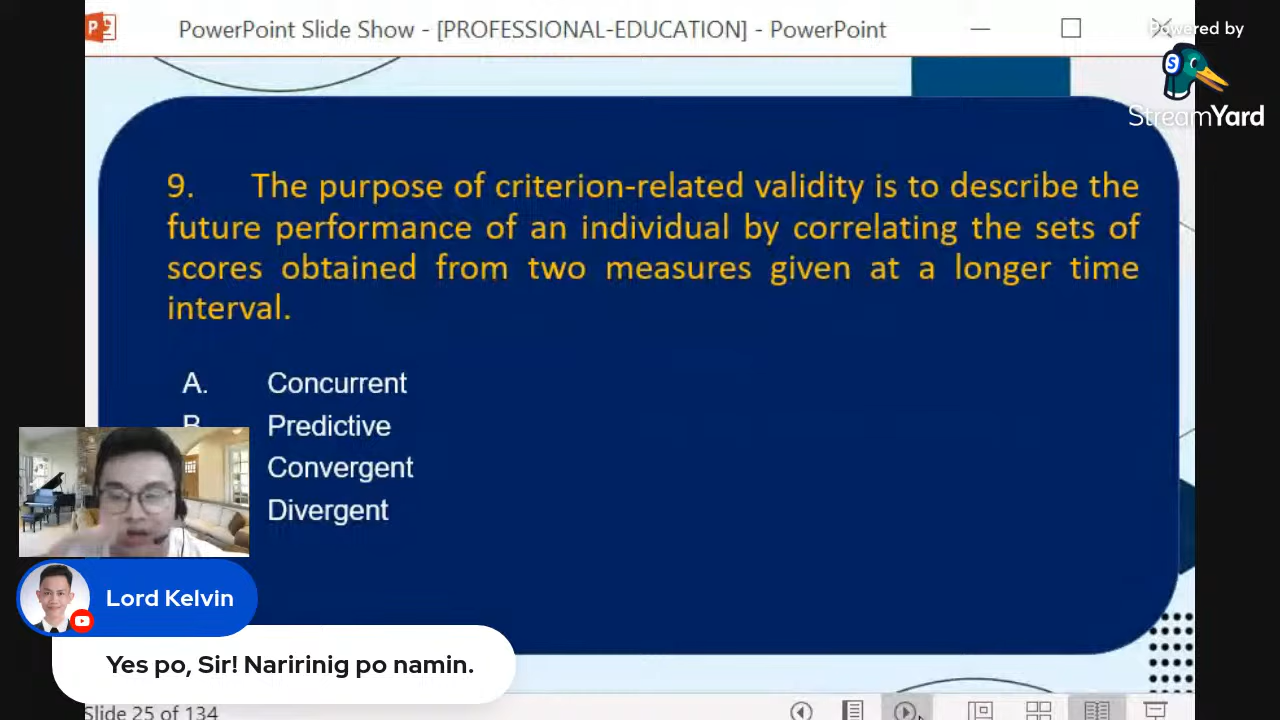 PowerPoint Slide Show - [PROFESSIONAL-EDUCATION] - PowerPoint
Powered by
StreamYard
9. The purpose of criterion-related validity is to describe the
future performance of an individual by correlating the sets of
scores obtained from two measures given at a longer time
interval.
A. Concurrent
B. Predictive
Convergent
Divergent
Lord Kelvin
Yes po, Sir! Naririnig po namin.
Slide 25 of 134